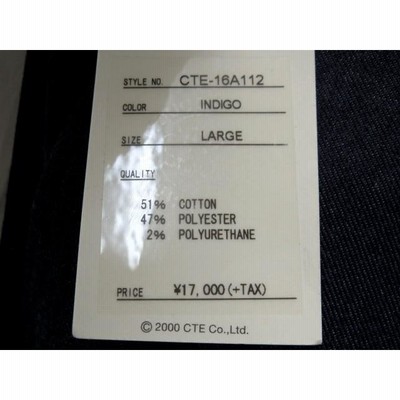 STYLE NO. CTE-16A112
COLOR INDIGO
SIZE LARGE
QUALITY
51% COTTON
47% POLYESTER
2% POLYURETHANE
PRICE ¥17,000(+TAX)
© 2000 CTE Co.,Ltd.